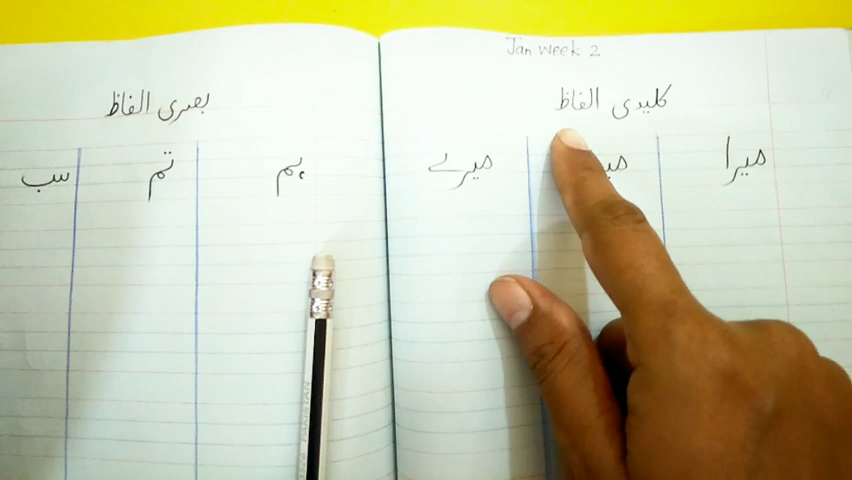 Jan week 2
کلیدی الفاظ
میرا
میرے
بصری الفاظ
ہم تم سب